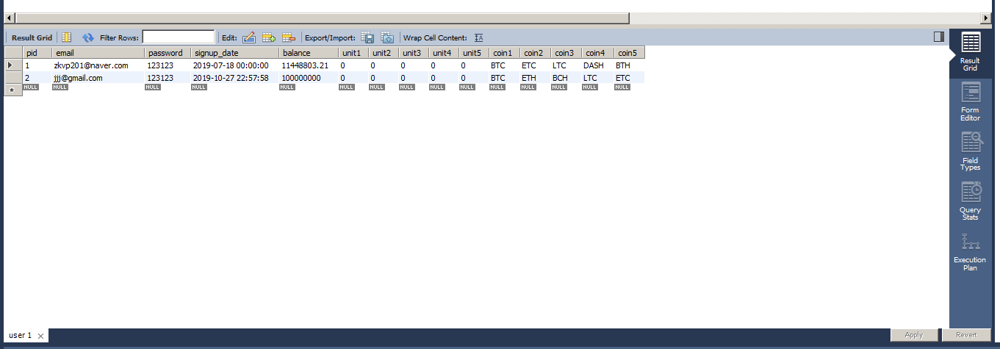 Result Grid Filter Rows: Edit: Export/Import: Wrap Cell Content:
pid email password signup_date balance unit1 unit2 unit3 unit4 unit5 coin1 coin2 coin3 coin4 coin5
1 zkvp201@naver.com 123123 2019-07-18 00:00:00 11448803.21 0 0 0 0 0 BTC ETC LTC DASH BTH
2 jjj@gmail.com 123123 2019-10-27 22:57:58 100000000 0 0 0 0 0 BTC ETH BCH LTC ETC
NULL NULL NULL NULL NULL NULL NULL NULL NULL NULL NULL NULL NULL NULL NULL
Result
Grid
Form
Editor
Field
Types
Query
Stats
Execution
Plan
user 1 Apply Revert